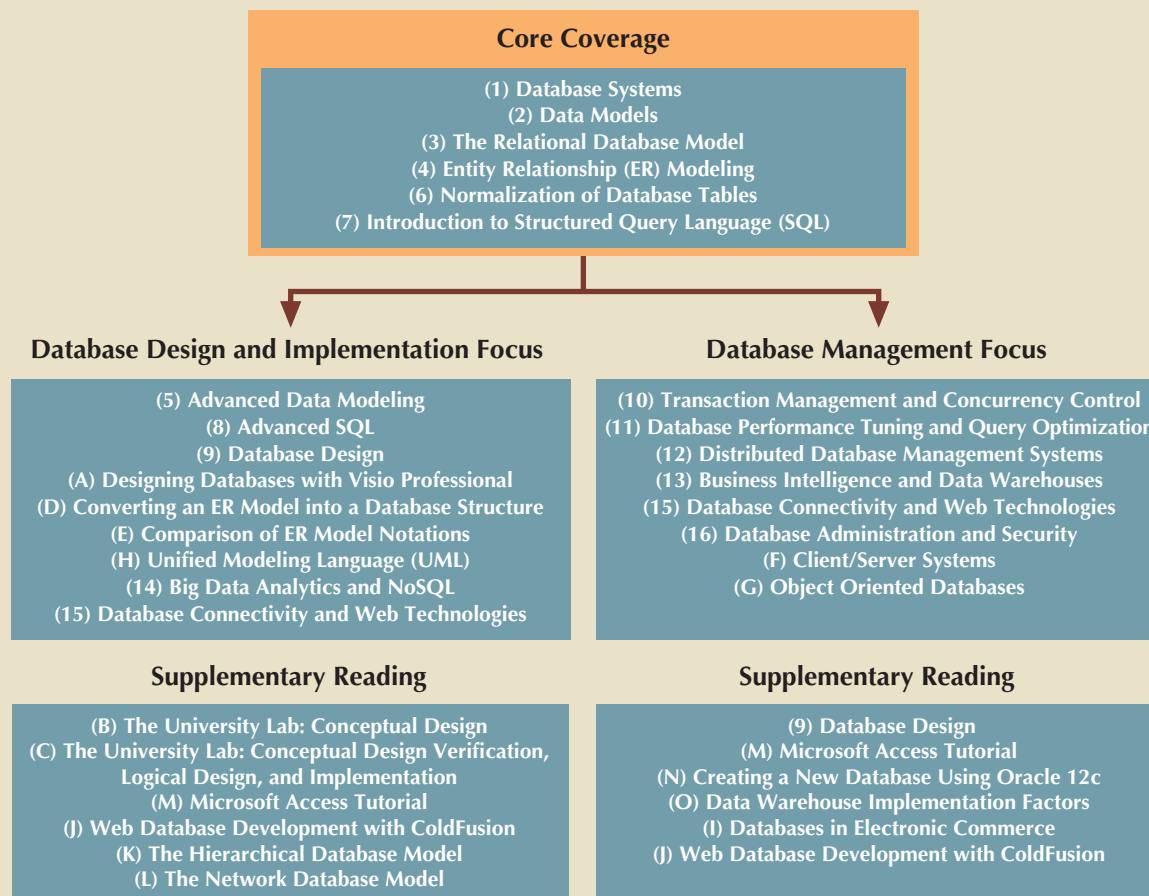 Core Coverage
(1) Database Systems
(2) Data Models
(3) The Relational Database Model
(4) Entity Relationship (ER) Modeling
(6) Normalization of Database Tables
(7) Introduction to Structured Query Language (SQL)
Database Design and Implementation Focus
(5) Advanced Data Modeling
(8) Advanced SQL
(9) Database Design
(A) Designing Databases with Visio Professional
(D) Converting an ER Model into a Database Structure
(E) Comparison of ER Model Notations
(H) Unified Modeling Language (UML)
(14) Big Data Analytics and NoSQL
(15) Database Connectivity and Web Technologies
Supplementary Reading
(B) The University Lab: Conceptual Design
(C) The University Lab: Conceptual Design Verification,
Logical Design, and Implementation
(M) Microsoft Access Tutorial
(J) Web Database Development with ColdFusion
(K) The Hierarchical Database Model
(L) The Network Database Model
Database Management Focus
(10) Transaction Management and Concurrency Control
(11) Database Performance Tuning and Query Optimization
(12) Distributed Database Management Systems
(13) Business Intelligence and Data Warehouses
(15) Database Connectivity and Web Technologies
(16) Database Administration and Security
(F) Client/Server Systems
(G) Object Oriented Databases
Supplementary Reading
(9) Database Design
(M) Microsoft Access Tutorial
(N) Creating a New Database Using Oracle 12c
(O) Data Warehouse Implementation Factors
(I) Databases in Electronic Commerce
(J) Web Database Development with ColdFusion